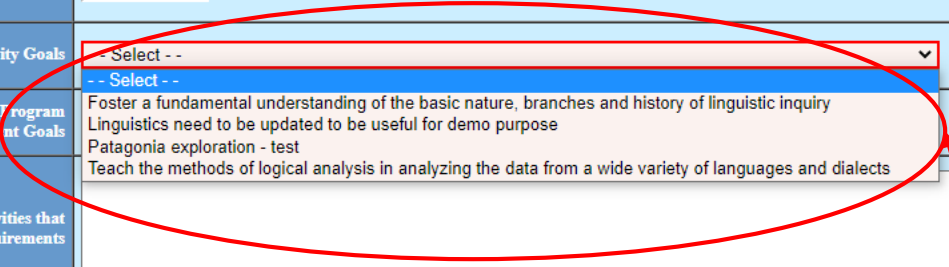 ity Goals
- - Select - -
- - Select - -
Foster a fundamental understanding of the basic nature, branches and history of linguistic inquiry
Linguistics need to be updated to be useful for demo purpose
Patagonia exploration - test
Teach the methods of logical analysis in analyzing the data from a wide variety of languages and dialects
Program
nt Goals
ities that
irements